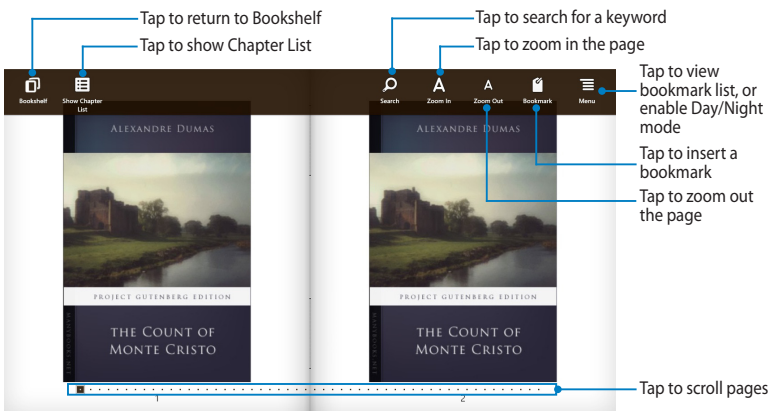 Tap to return to Bookshelf
Tap to show Chapter List
Tap to search for a keyword
Tap to zoom in the page
Tap to view
bookmark list, or
enable Day/Night
mode
Tap to insert a
bookmark
Tap to zoom out
the page
Bookshelf
Show Chapter
List
Search
A
Zoom In
A
Zoom Out
Bookmark
Menu
ALEXANDRE DUMAS
PROJECT GUTENBERG EDITION
THE COUNT OF
MONTE CRISTO
1
ALEXANDRE DUMAS
PROJECT GUTENBERG EDITION
THE COUNT OF
MONTE CRISTO
2
Tap to scroll pages